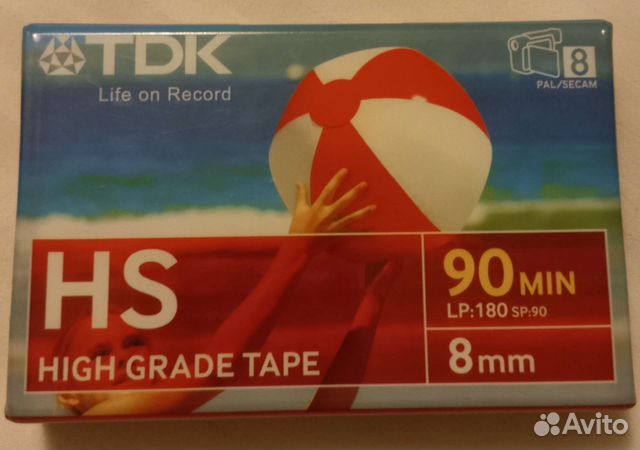 TDK
Life on Record
8
PAL/SECAM
HS
HIGH GRADE TAPE
90 MIN
LP:180 SP:90
8mm
Avito